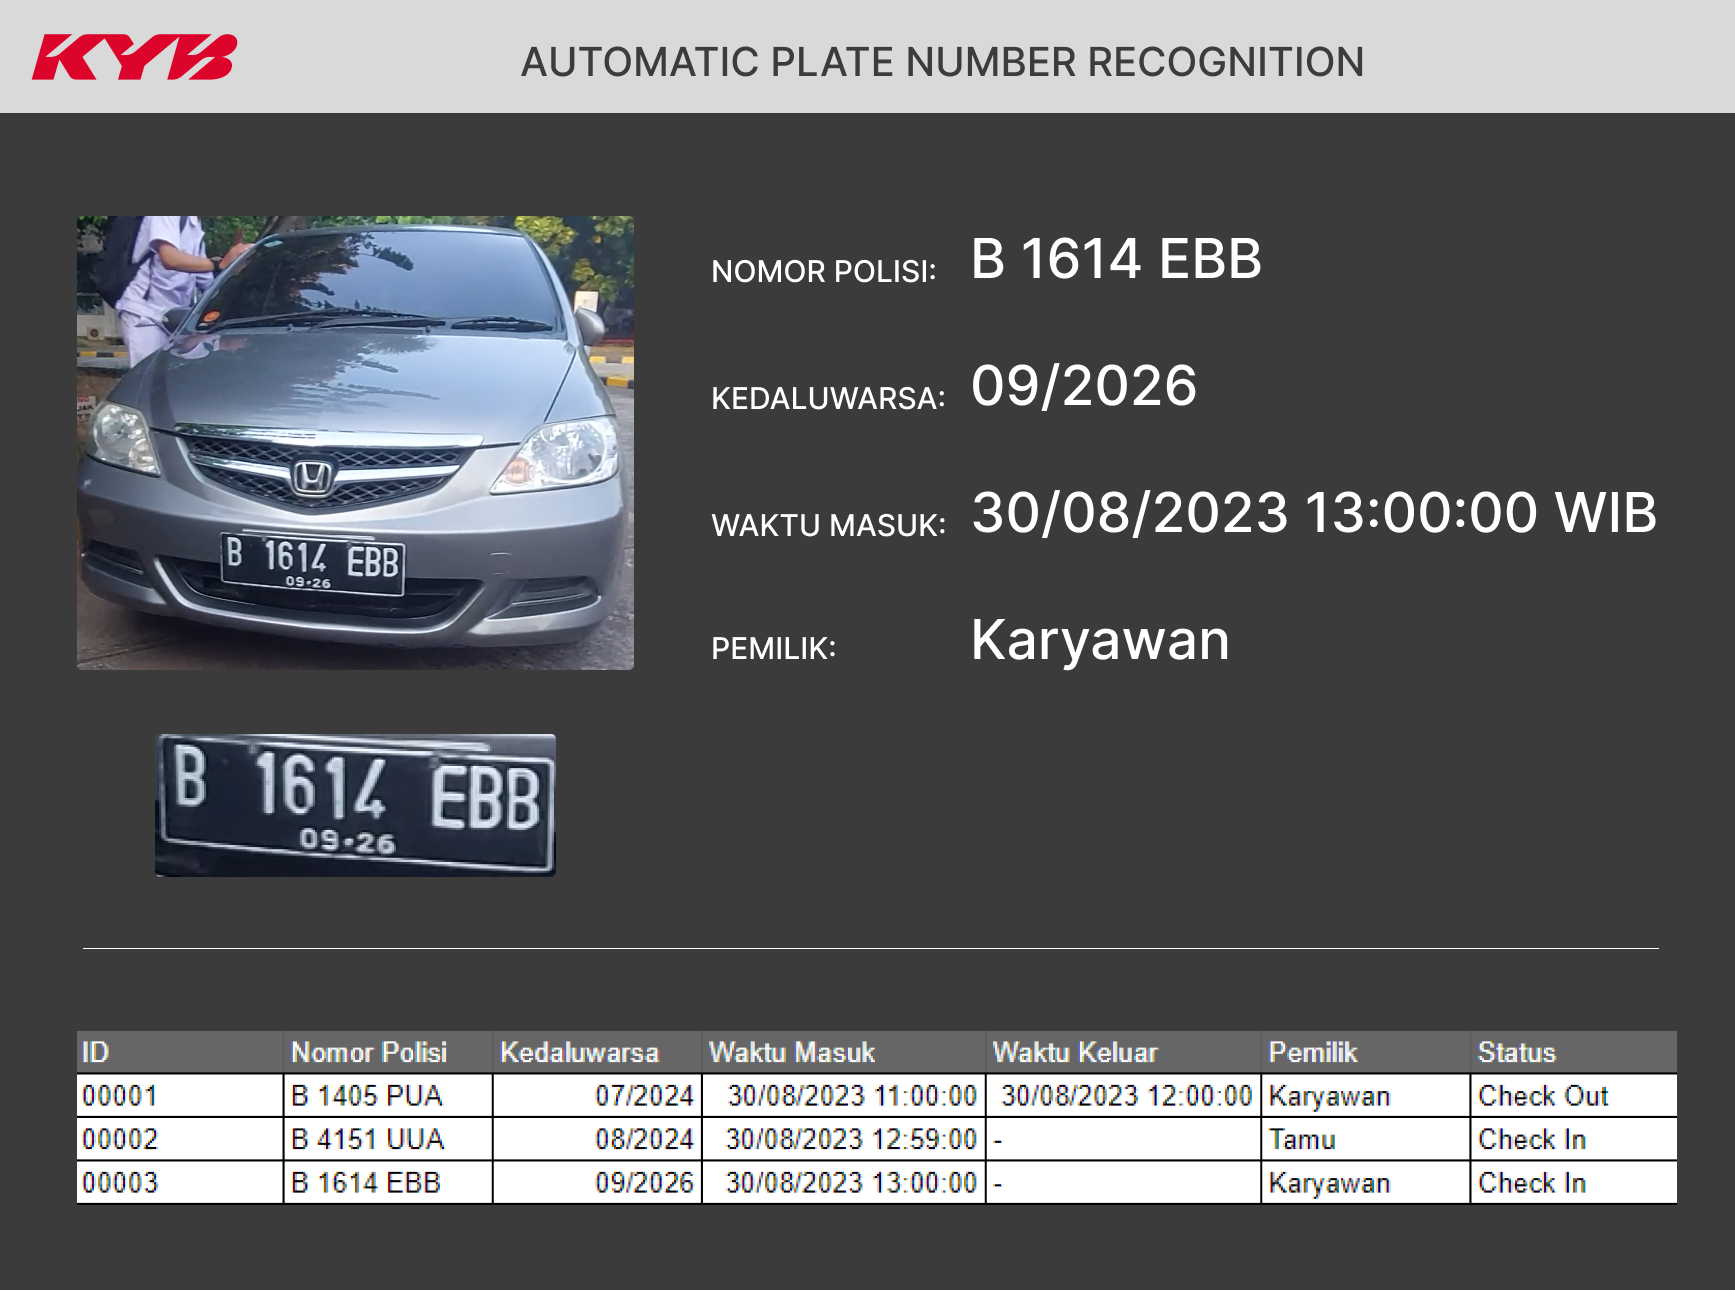 KYB
AUTOMATIC PLATE NUMBER RECOGNITION
B 1614 EBB
09•26
NOMOR POLISI: B 1614 EBB
KEDALUWARSA: 09/2026
WAKTU MASUK: 30/08/2023 13:00:00 WIB
PEMILIK: Karyawan
B 1614 EBB
09•26
ID Nomor Polisi Kedaluwarsa Waktu Masuk Waktu Keluar Pemilik Status
00001 B 1405 PUA 07/2024 30/08/2023 11:00:00 30/08/2023 12:00:00 Karyawan Check Out
00002 B 4151 UUA 08/2024 30/08/2023 12:59:00 - Tamu Check In
00003 B 1614 EBB 09/2026 30/08/2023 13:00:00 - Karyawan Check In